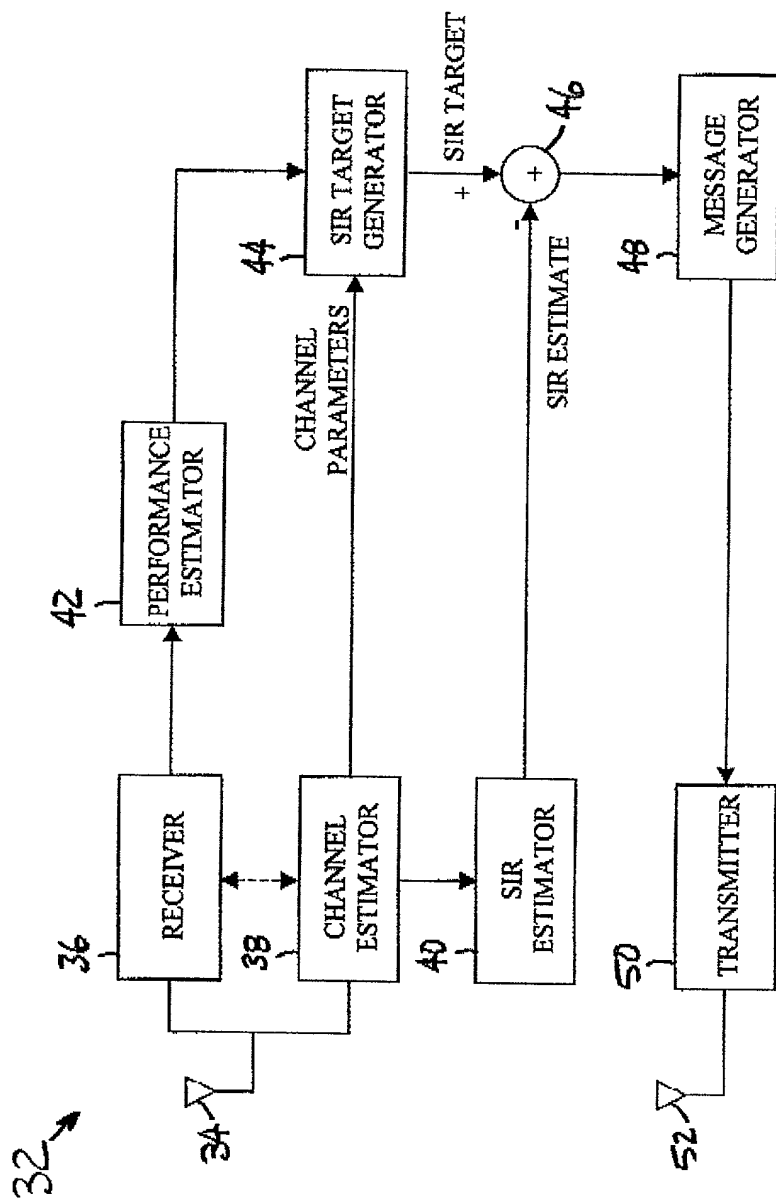 32
34
36
RECEIVER
42
PERFORMANCE
ESTIMATOR
38
CHANNEL
ESTIMATOR
CHANNEL
PARAMETERS
44
SIR TARGET
GENERATOR
SIR TARGET
+
40
SIR
ESTIMATOR
SIR ESTIMATE
-
+
46
52
50
TRANSMITTER
48
MESSAGE
GENERATOR